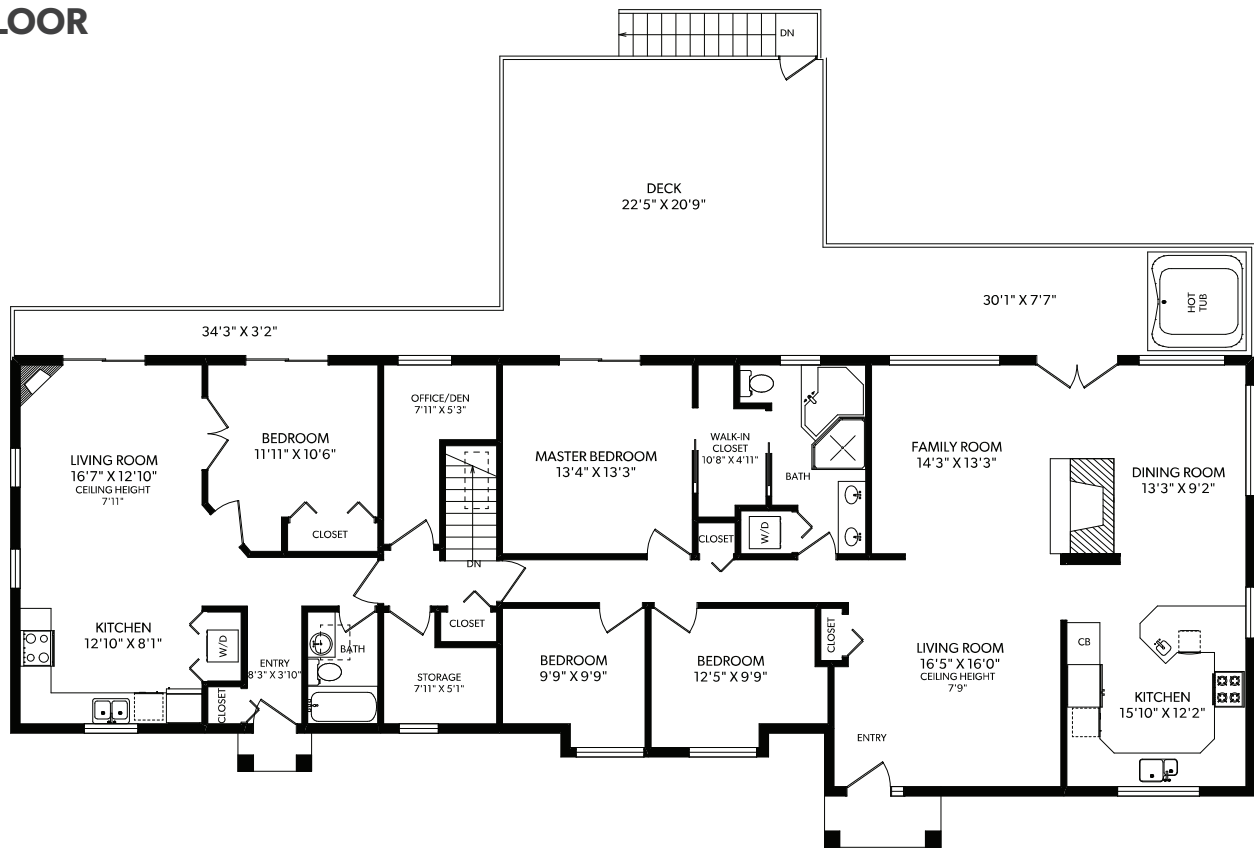 LOOR
DN
DECK
22'5" X 20'9"
34'3" X 3'2"
30'1" X 7'7"
HOT
TUB
OFFICE/DEN
7'11" X 5'3"
BEDROOM
11'11" X 10'6"
LIVING ROOM
16'7" X 12'10"
CEILING HEIGHT
7'11"
CLOSET
MASTER BEDROOM
13'4" X 13'3"
WALK-IN
CLOSET
10'8" X 4'11"
BATH
FAMILY ROOM
14'3" X 13'3"
DINING ROOM
13'3" X 9'2"
W/D
CLOSET
DN
CLOSET
KITCHEN
12'10" X 8'1"
W/D
ENTRY
8'3" X 3'10"
CLOSET
BATH
STORAGE
7'11" X 5'1"
BEDROOM
9'9" X 9'9"
BEDROOM
12'5" X 9'9"
CLOSET
LIVING ROOM
16'5" X 16'0"
CEILING HEIGHT
7'9"
CB
KITCHEN
15'10" X 12'2"
ENTRY